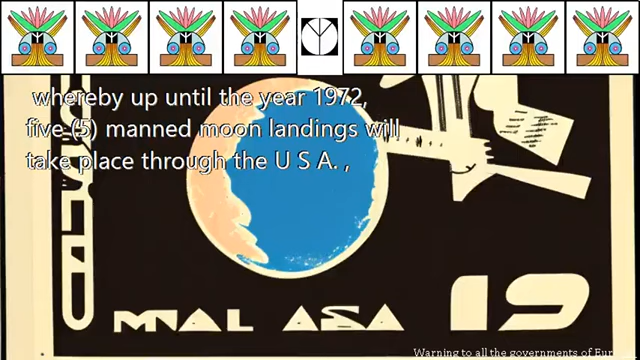 whereby up until the year 1972,
five (5) manned moon landings will
take place through the U S A. ,
MNAL ASA 19
Warning to all the governments of Eur